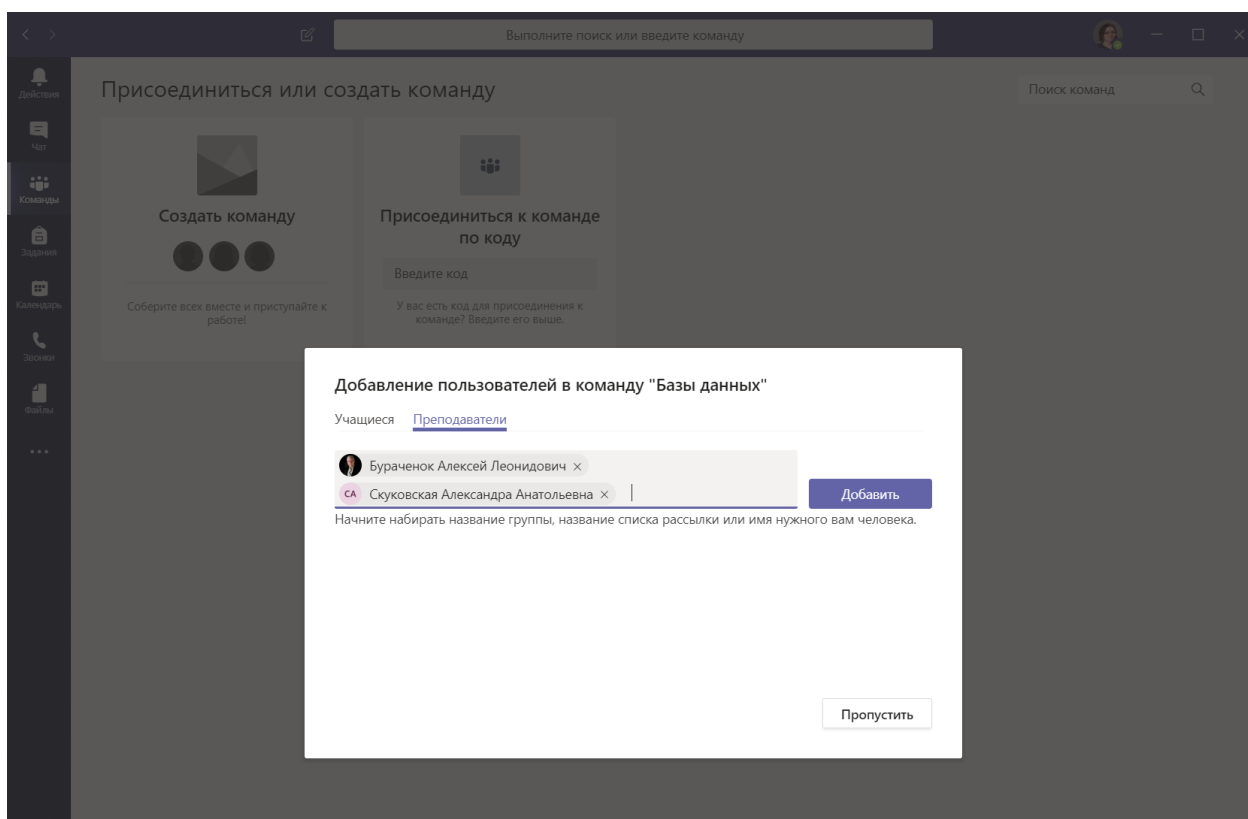 Выполните поиск или введите команду
Действия
Чат
Команды
Задания
Календарь
Звонки
Файлы
Присоединиться или создать команду
Поиск команд
Создать команду
Соберите всех вместе и приступайте к
работе!
Присоединиться к команде
по коду
Введите код
У вас есть код для присоединения к
команде? Введите его выше.
Добавление пользователей в команду "Базы данных"
Учащиеся Преподаватели
Бураченок Алексей Леонидович ×
СА Скуковская Александра Анатольевна ×
Добавить
Начните набирать название группы, название списка рассылки или имя нужного вам человека.
Пропустить